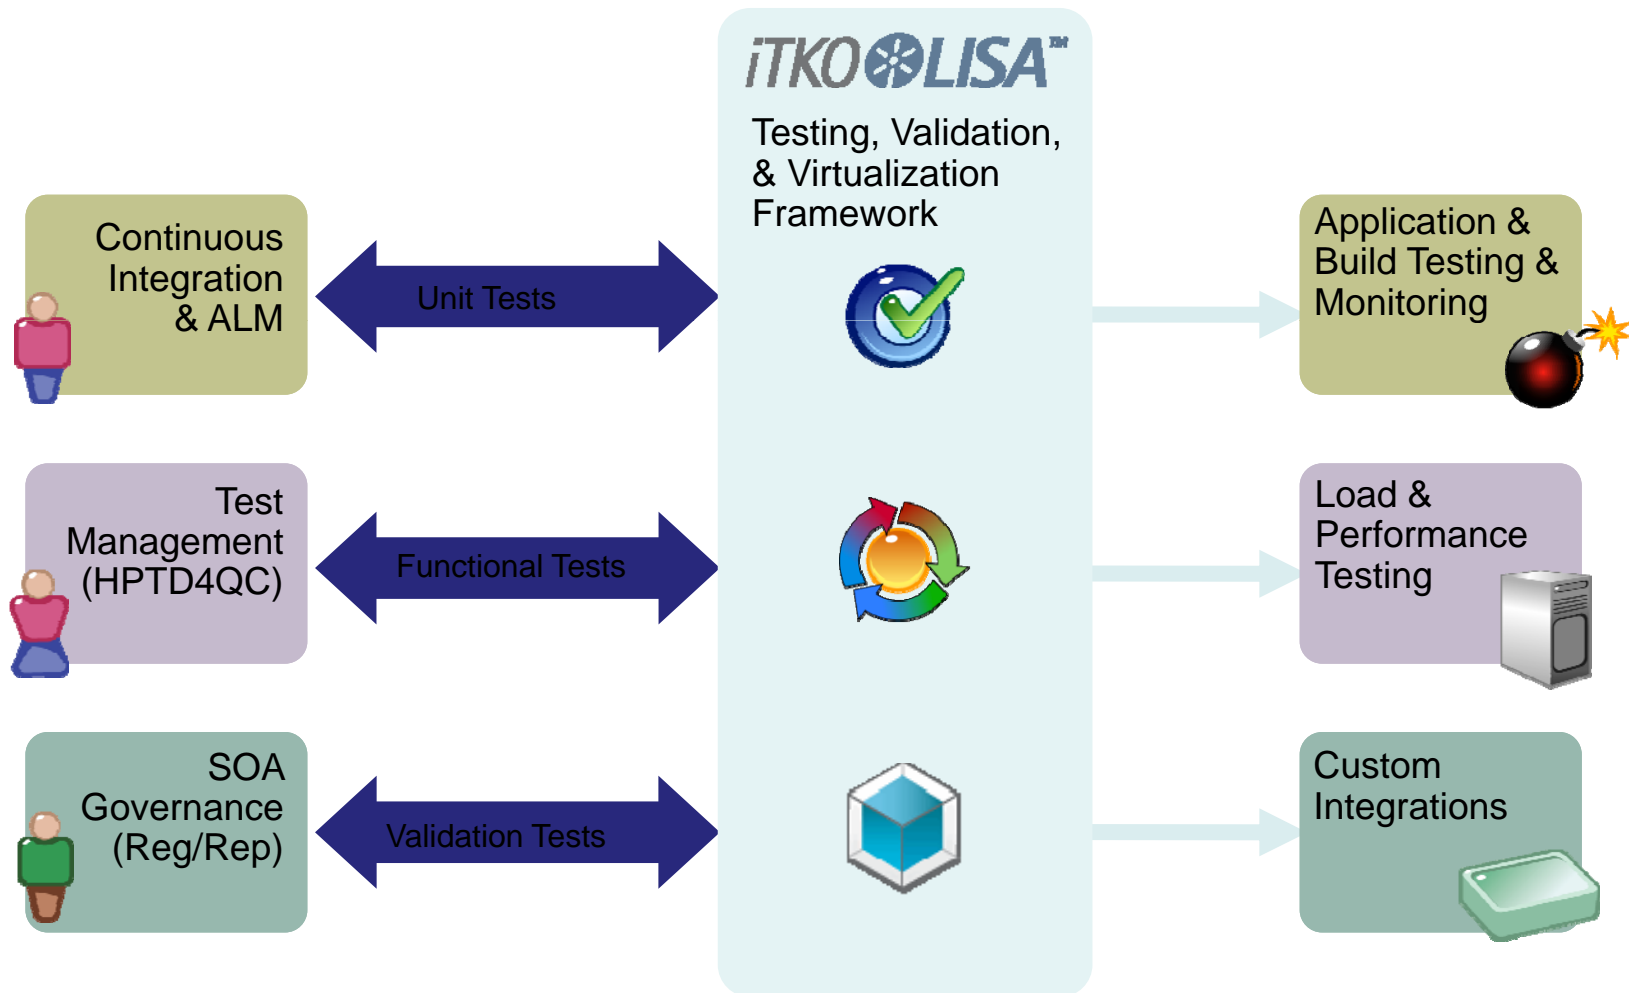 iTKO LISA™
Testing, Validation,
& Virtualization
Framework
Continuous
Integration
& ALM
Unit Tests
Application &
Build Testing &
Monitoring
Test
Management
(HPTD4QC)
Functional Tests
Load &
Performance
Testing
SOA
Governance
(Reg/Rep)
Validation Tests
Custom
Integrations